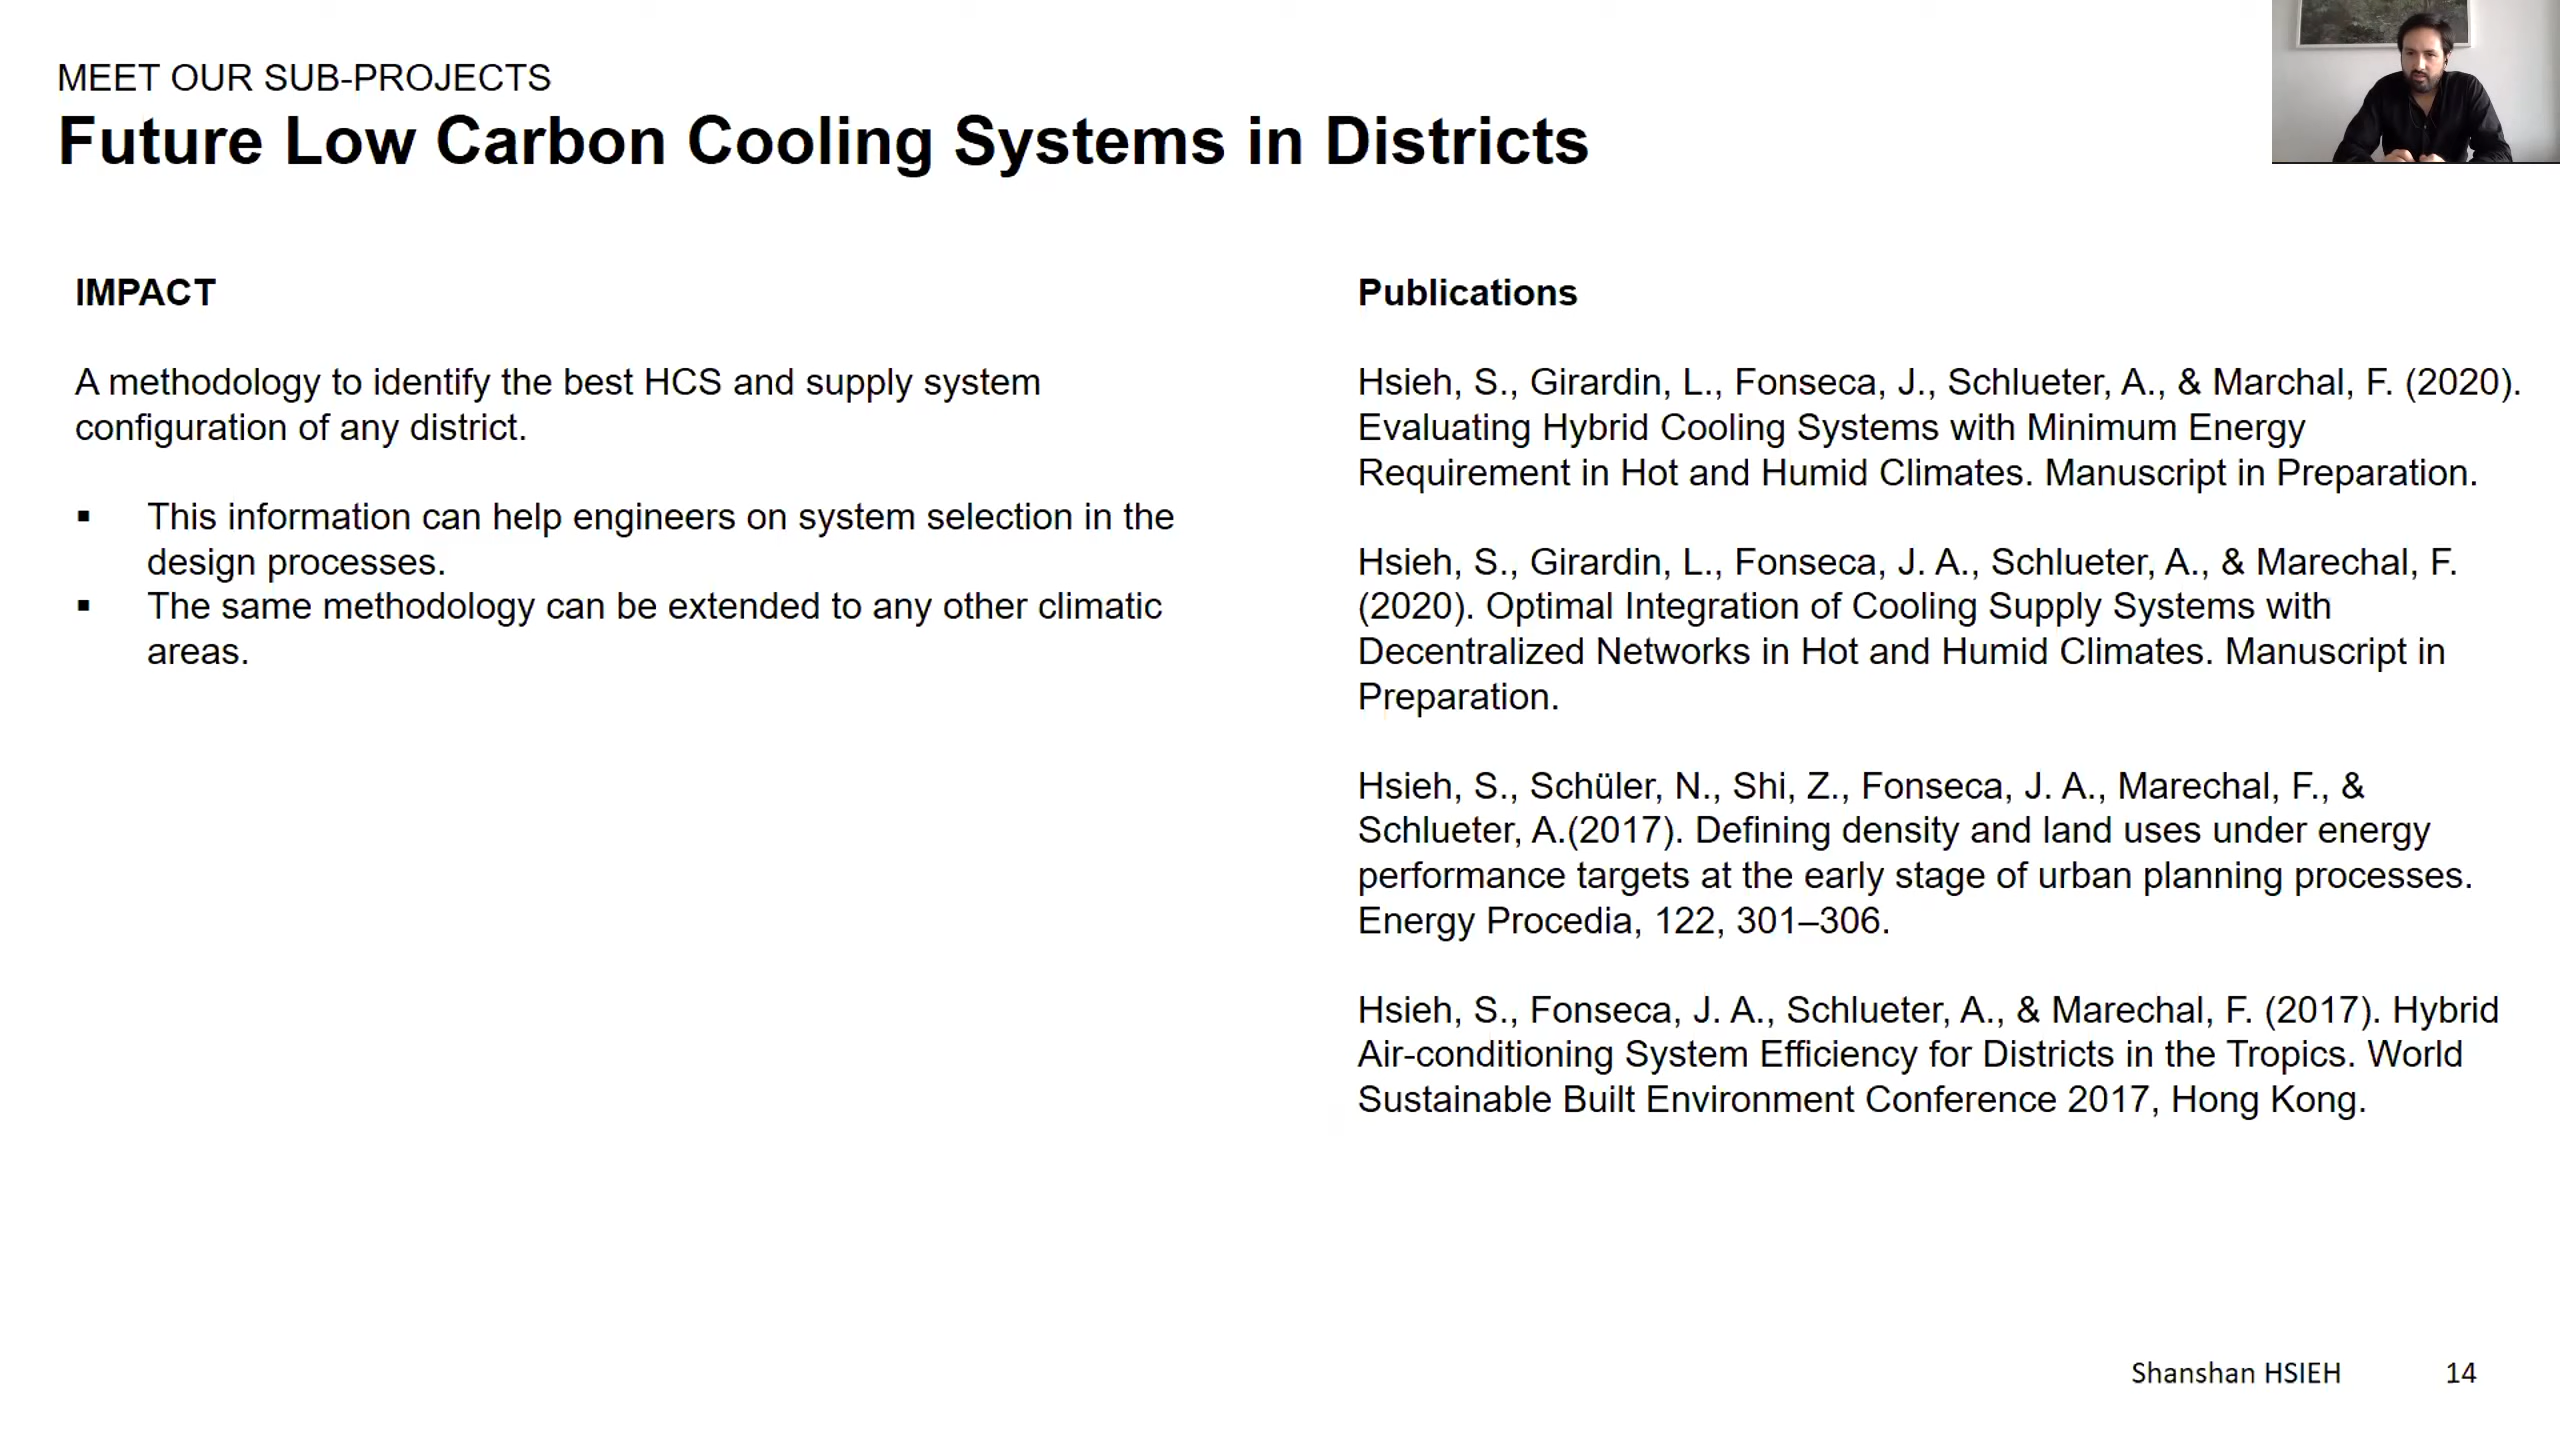 MEET OUR SUB-PROJECTS
Future Low Carbon Cooling Systems in Districts
IMPACT
A methodology to identify the best HCS and supply system
configuration of any district.
▪ This information can help engineers on system selection in the
design processes.
▪ The same methodology can be extended to any other climatic
areas.
Publications
Hsieh, S., Girardin, L., Fonseca, J., Schlueter, A., & Marchal, F. (2020).
Evaluating Hybrid Cooling Systems with Minimum Energy
Requirement in Hot and Humid Climates. Manuscript in Preparation.
Hsieh, S., Girardin, L., Fonseca, J. A., Schlueter, A., & Marechal, F.
(2020). Optimal Integration of Cooling Supply Systems with
Decentralized Networks in Hot and Humid Climates. Manuscript in
Preparation.
Hsieh, S., Schüler, N., Shi, Z., Fonseca, J. A., Marechal, F., &
Schlueter, A.(2017). Defining density and land uses under energy
performance targets at the early stage of urban planning processes.
Energy Procedia, 122, 301–306.
Hsieh, S., Fonseca, J. A., Schlueter, A., & Marechal, F. (2017). Hybrid
Air-conditioning System Efficiency for Districts in the Tropics. World
Sustainable Built Environment Conference 2017, Hong Kong.
Shanshan HSIEH 14